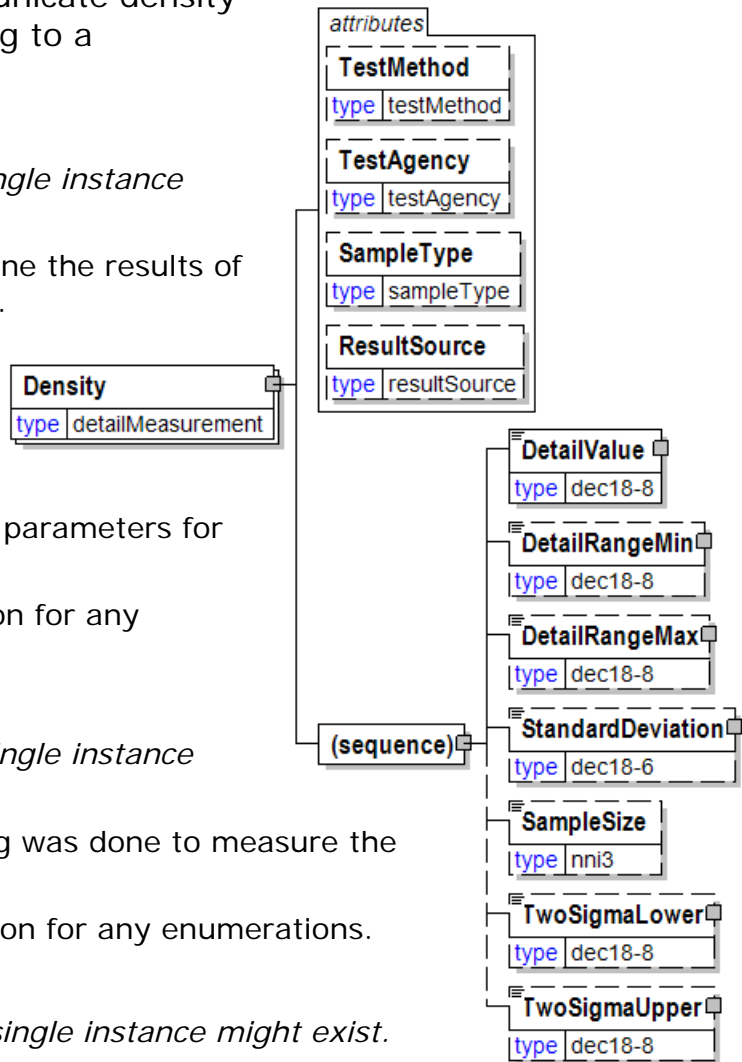 unicate density
g to a
ngle instance
ne the results of
.
parameters for
on for any
ingle instance
g was done to measure the
on for any enumerations.
single instance might exist.
Density
type detailMeasurement
attributes
TestMethod
type testMethod
TestAgency
type testAgency
SampleType
type sampleType
ResultSource
type resultSource
(sequence)
DetailValue
type dec18-8
DetailRangeMin
type dec18-8
DetailRangeMax
type dec18-8
StandardDeviation
type dec18-6
SampleSize
type nni3
TwoSigmaLower
type dec18-8
TwoSigmaUpper
type dec18-8